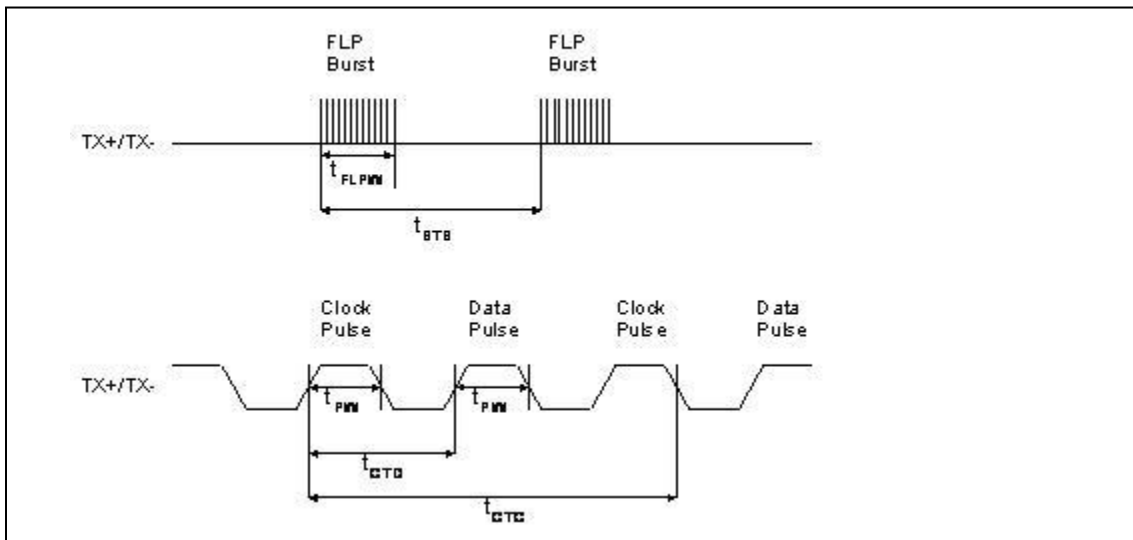 FLP
Burst
FLP
Burst
TX+/TX-
tFLPW
tBTB
Clock
Pulse
Data
Pulse
Clock
Pulse
Data
Pulse
TX+/TX-
tPW
tPW
tCTD
tCTC